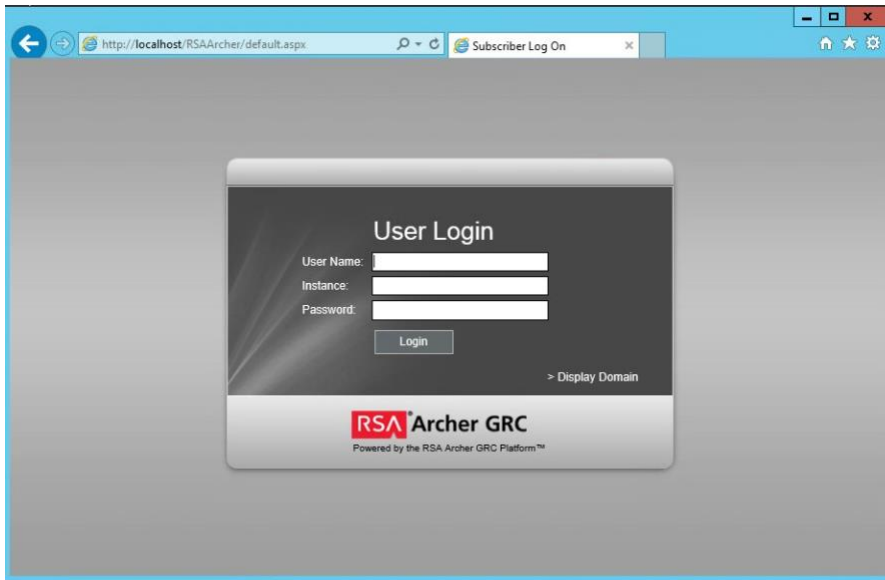 http://localhost/RSAArcher/default.aspx
Subscriber Log On
User Login
User Name:
Instance:
Password:
Login
> Display Domain
RSA Archer GRC
Powered by the RSA Archer GRC Platform™